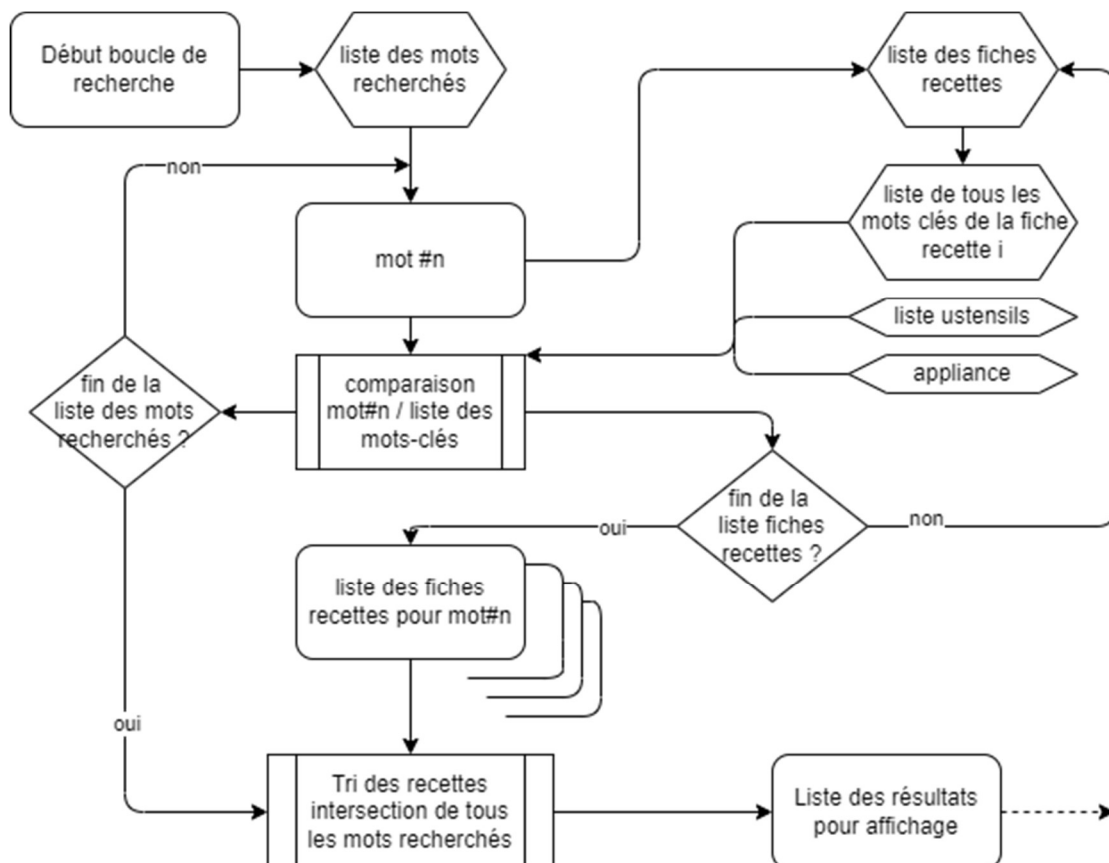 Début boucle de
recherche
liste des mots
recherchés
liste des fiches
recettes
non
liste de tous les
mots clés de la fiche
recette i
mot #n
liste ustensils
appliance
fin de la
liste des mots
recherchés ?
comparaison
mot#n / liste des
mots-clés
fin de la
liste fiches
recettes ?
oui
non
liste des fiches
recettes pour mot#n
oui
Tri des recettes
intersection de tous
les mots recherchés
Liste des résultats
pour affichage